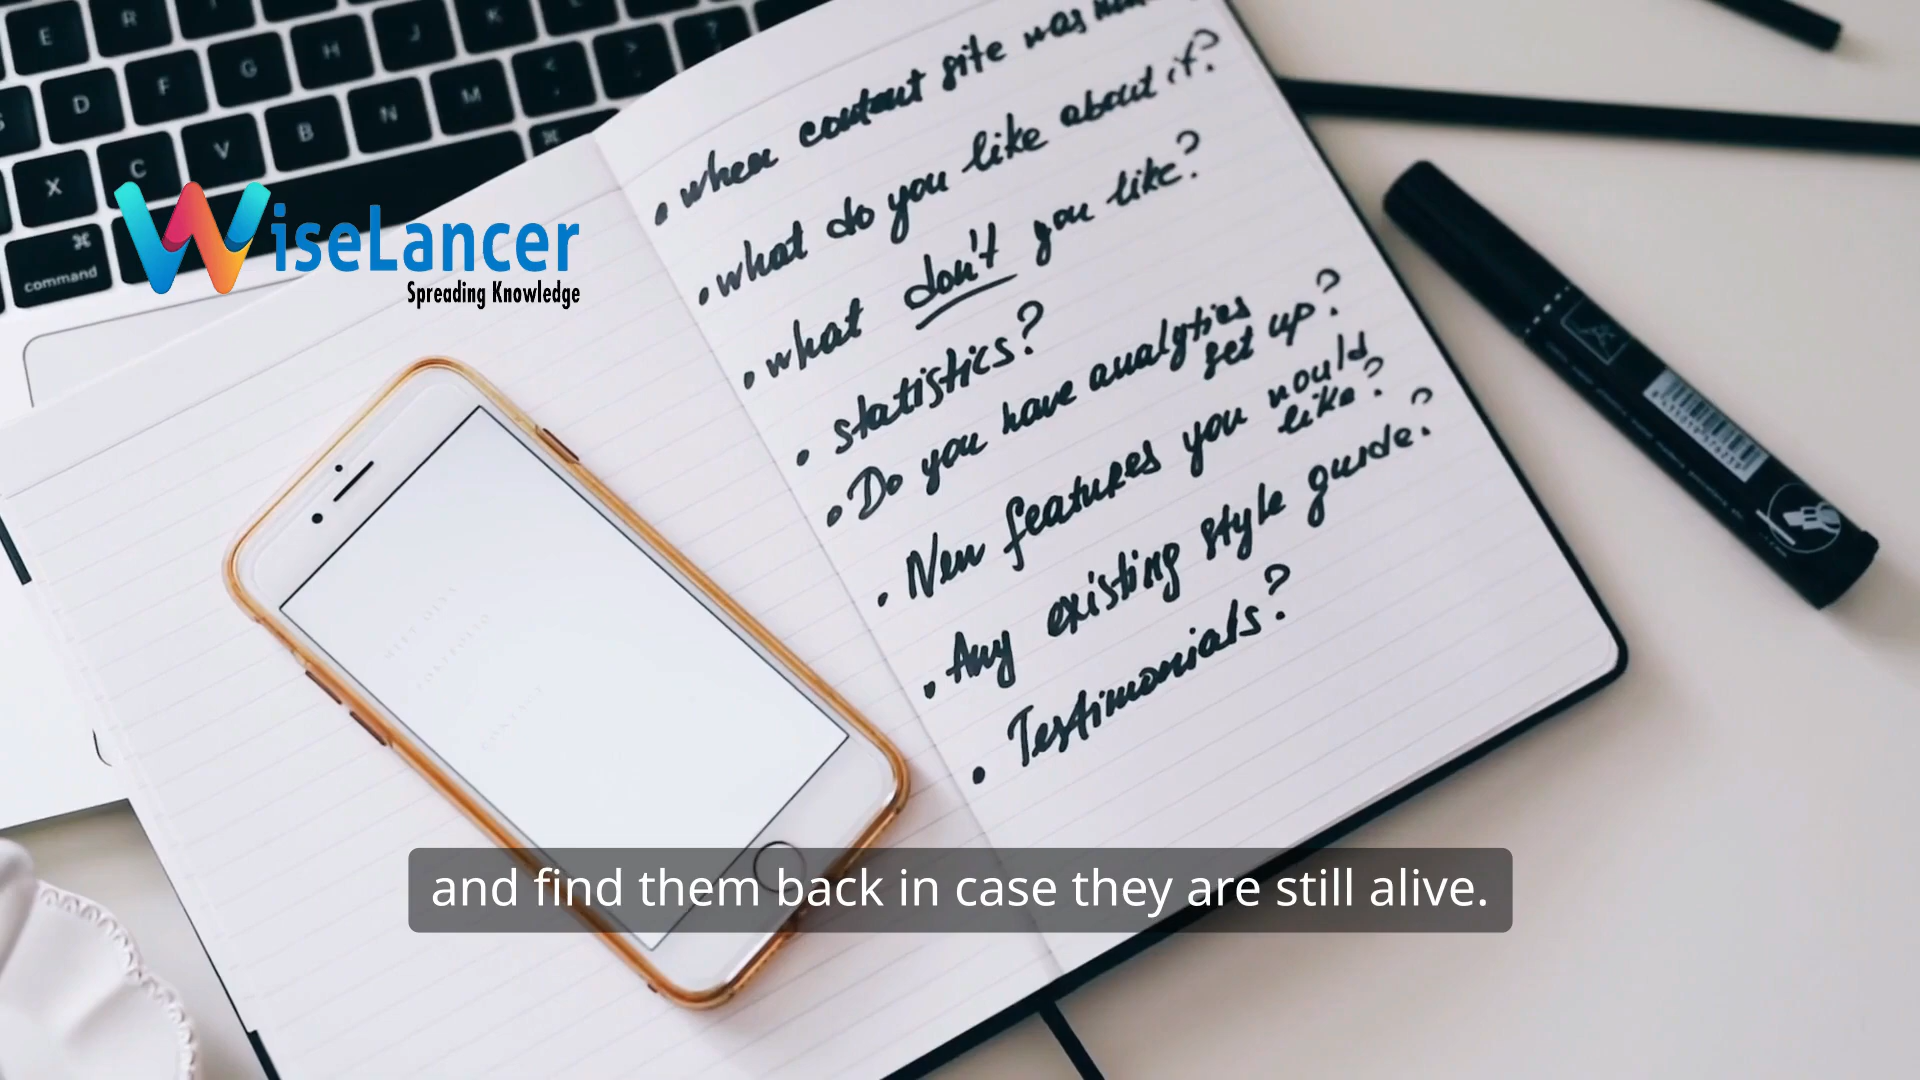 E R T J K
D F G H
X C V B N M < > ?
⌘
command
⌘
WiseLancer
Spreading Knowledge
• when content site was
• what do you like about it?
• what don't you like?
• statistics?
• Do you have analytics
set up?
• New features you would
like?
• Any existing style guide?
• Testimonials?
CONTACT
and find them back in case they are still alive.